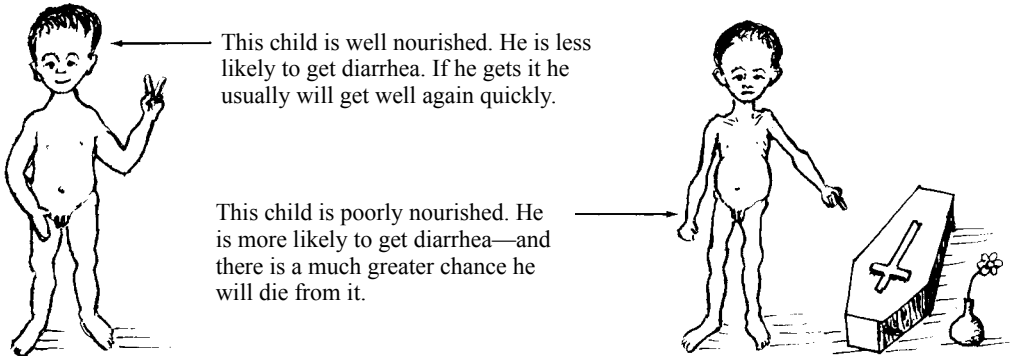 This child is well nourished. He is less
likely to get diarrhea. If he gets it he
usually will get well again quickly.
This child is poorly nourished. He
is more likely to get diarrhea—and
there is a much greater chance he
will die from it.